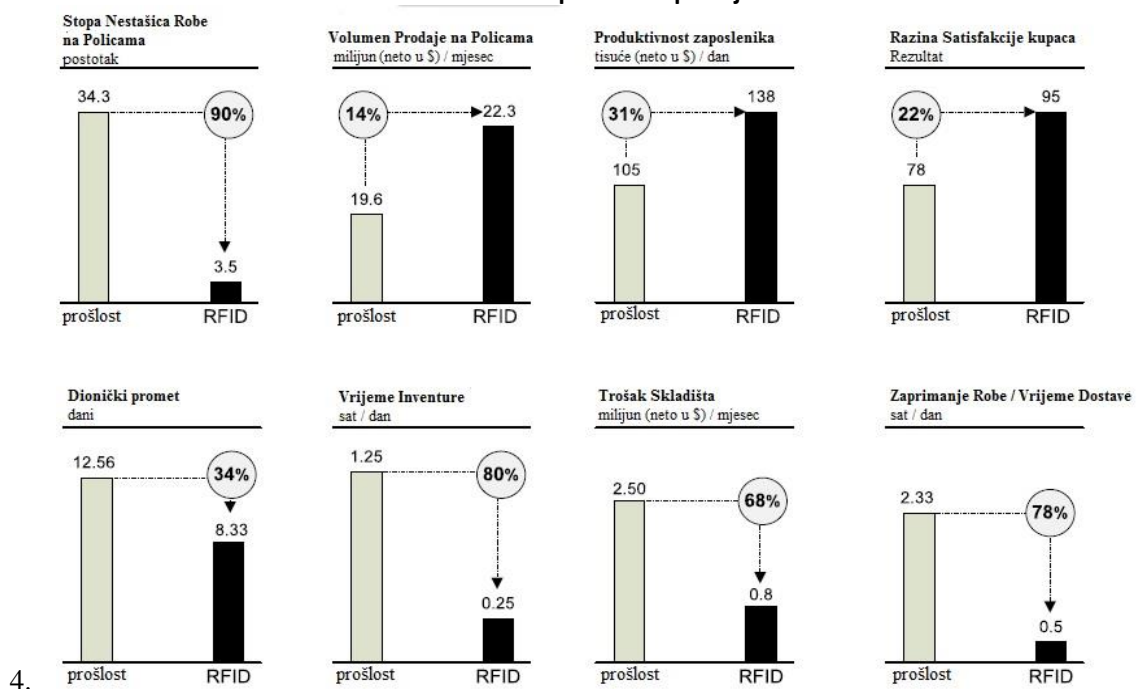 Stopa Nestašica Robe
na Policama
postotak
34.3
90%
3.5
prošlost
RFID
Volumen Prodaje na Policama
milijun (neto u $) / mjesec
14%
22.3
19.6
prošlost
RFID
Produktivnost zaposlenika
tisuće (neto u $) / dan
31%
138
105
prošlost
RFID
Razina Satisfakcije kupaca
Rezultat
22%
95
78
prošlost
RFID
Dionički promet
dani
12.56
34%
8.33
prošlost
RFID
Vrijeme Inventure
sat / dan
1.25
80%
0.25
prošlost
RFID
Trošak Skladišta
milijun (neto u $) / mjesec
2.50
68%
0.8
prošlost
RFID
Zaprimanje Robe / Vrijeme Dostave
sat / dan
2.33
78%
0.5
prošlost
RFID
4.